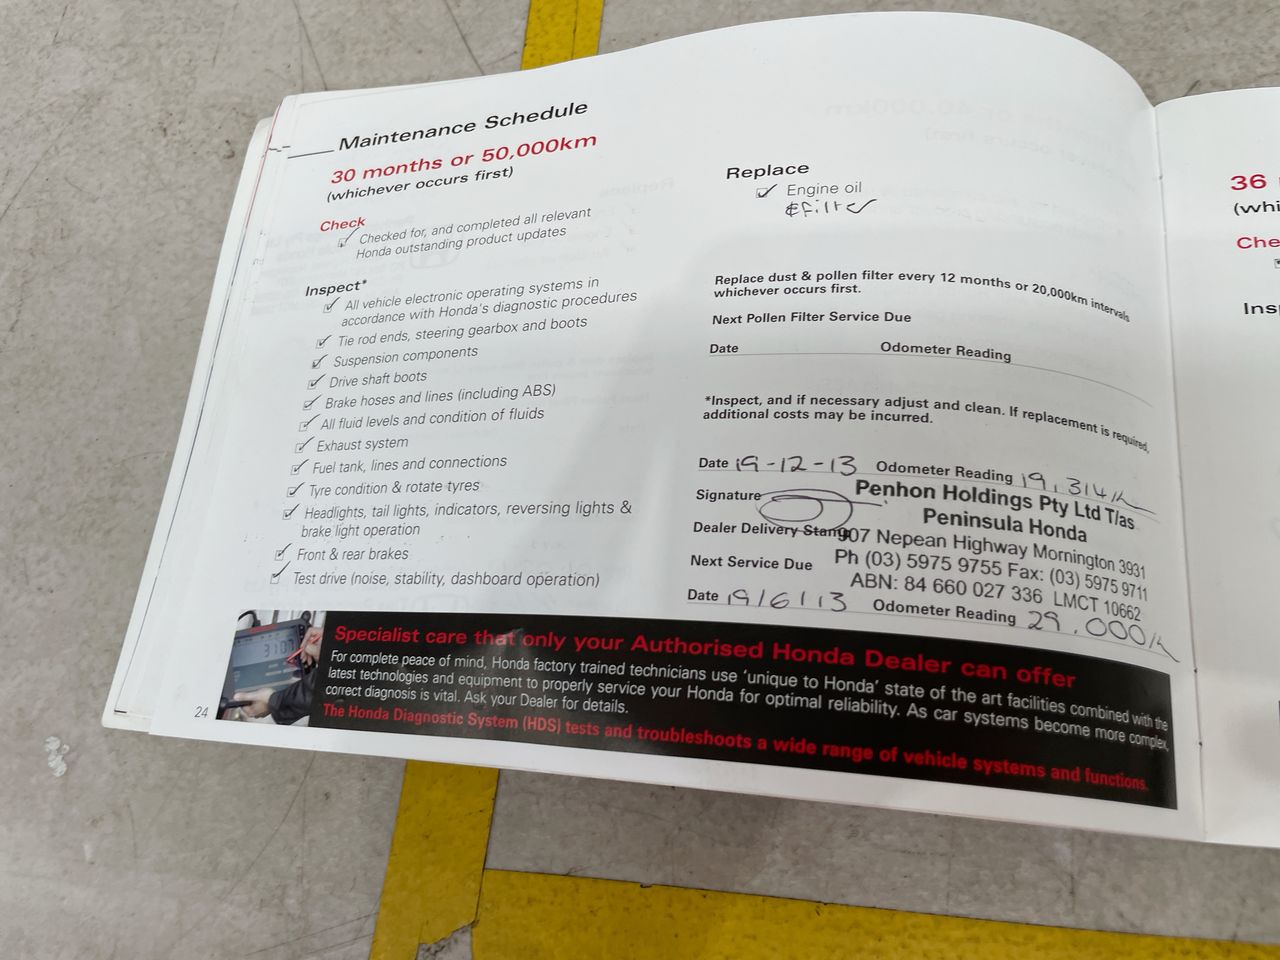 Maintenance Schedule
30 months or 50,000km
(whichever occurs first)
Check
Checked for, and completed all relevant
Honda outstanding product updates
Inspect*
All vehicle electronic operating systems in
accordance with Honda's diagnostic procedures
Tie rod ends, steering gearbox and boots
Suspension components
Drive shaft boots
Brake hoses and lines (including ABS)
All fluid levels and condition of fluids
Exhaust system
Fuel tank, lines and connections
Tyre condition & rotate tyres
Headlights, tail lights, indicators, reversing lights &
brake light operation
Front & rear brakes
Test drive (noise, stability, dashboard operation)
Replace
Engine oil
& filter
Replace dust & pollen filter every 12 months or 20,000km intervals
whichever occurs first.
Next Pollen Filter Service Due
Date Odometer Reading
*Inspect, and if necessary adjust and clean. If replacement is required,
additional costs may be incurred.
Date 19-12-13 Odometer Reading 19,314
Signature
Penhon Holdings Pty Ltd T/as
Peninsula Honda
Dealer Delivery Stamp
907 Nepean Highway Mornington 3931
Ph (03) 5975 9755 Fax: (03) 5975 9711
ABN: 84 660 027 336 LMCT 10662
Next Service Due
Date 19/6/13 Odometer Reading 29,000
3107
Specialist care that only your Authorised Honda Dealer can offer
For complete peace of mind, Honda factory trained technicians use 'unique to Honda' state of the art facilities combined with the
latest technologies and equipment to properly service your Honda for optimal reliability. As car systems become more complex,
correct diagnosis is vital. Ask your Dealer for details.
The Honda Diagnostic System (HDS) tests and troubleshoots a wide range of vehicle systems and functions.
24
36
(whi
Che
Insp